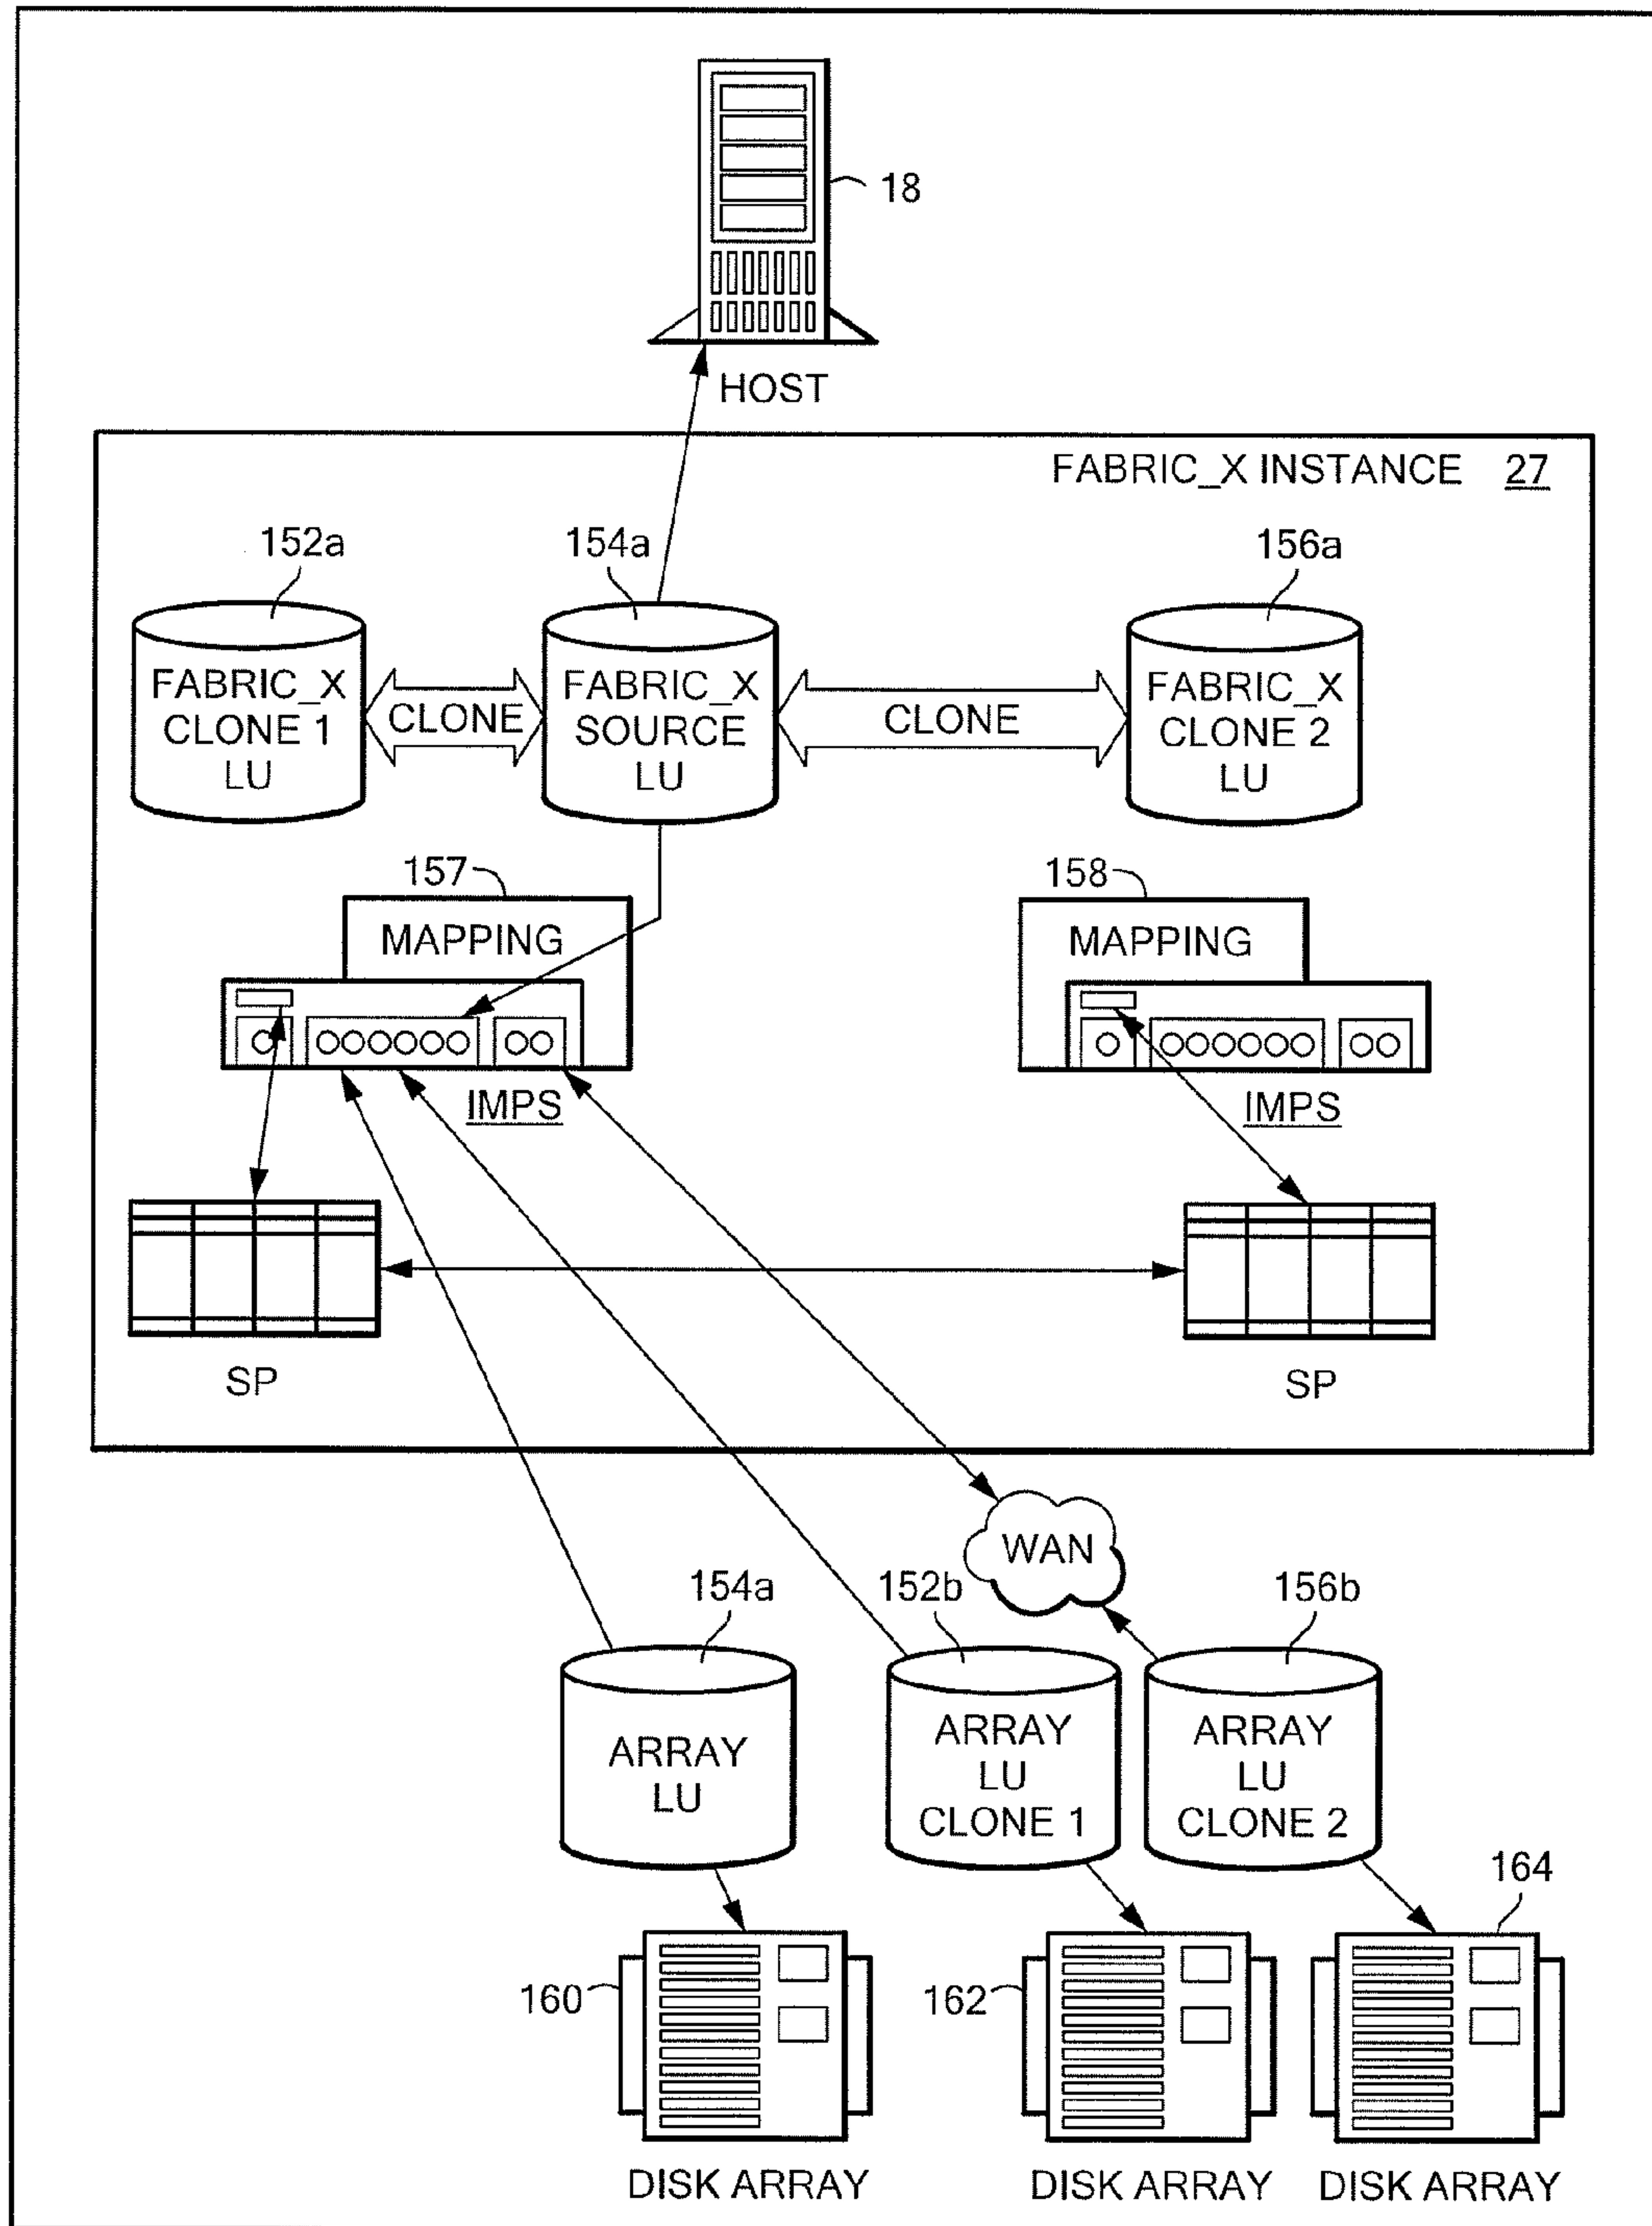 18
HOST
FABRIC_X INSTANCE 27
152a
154a
156a
FABRIC_X
CLONE 1
LU
CLONE
FABRIC_X
SOURCE
LU
CLONE
FABRIC_X
CLONE 2
LU
157
MAPPING
158
MAPPING
IMPS
IMPS
SP
SP
WAN
154a
152b
156b
ARRAY
LU
ARRAY
LU
CLONE 1
ARRAY
LU
CLONE 2
164
160
162
DISK ARRAY
DISK ARRAY
DISK ARRAY